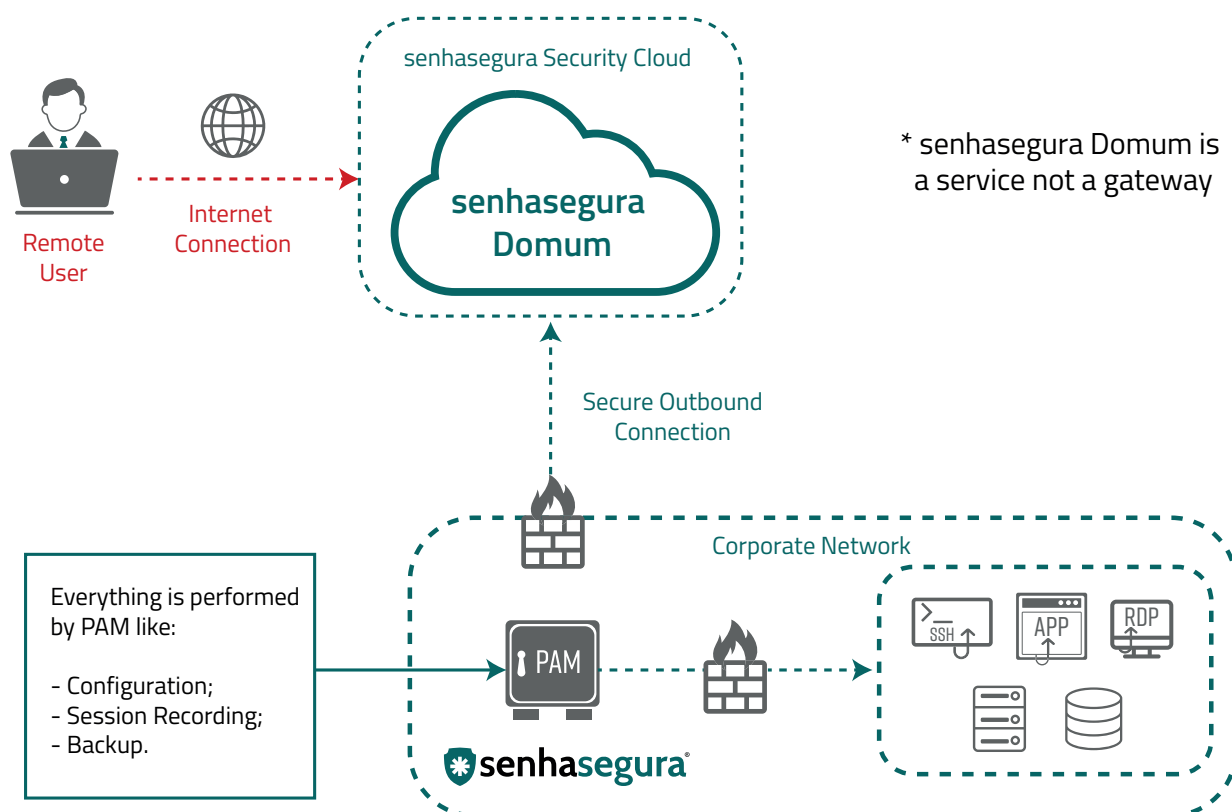 senhasegura Security Cloud
senhasegura
Domum
* senhasegura Domum is
a service not a gateway
Internet
Connection
Remote
User
Secure Outbound
Connection
Corporate Network
Everything is performed
by PAM like:
- Configuration;
- Session Recording;
- Backup.
PAM
>_
SSH
APP
RDP
senhasegura®